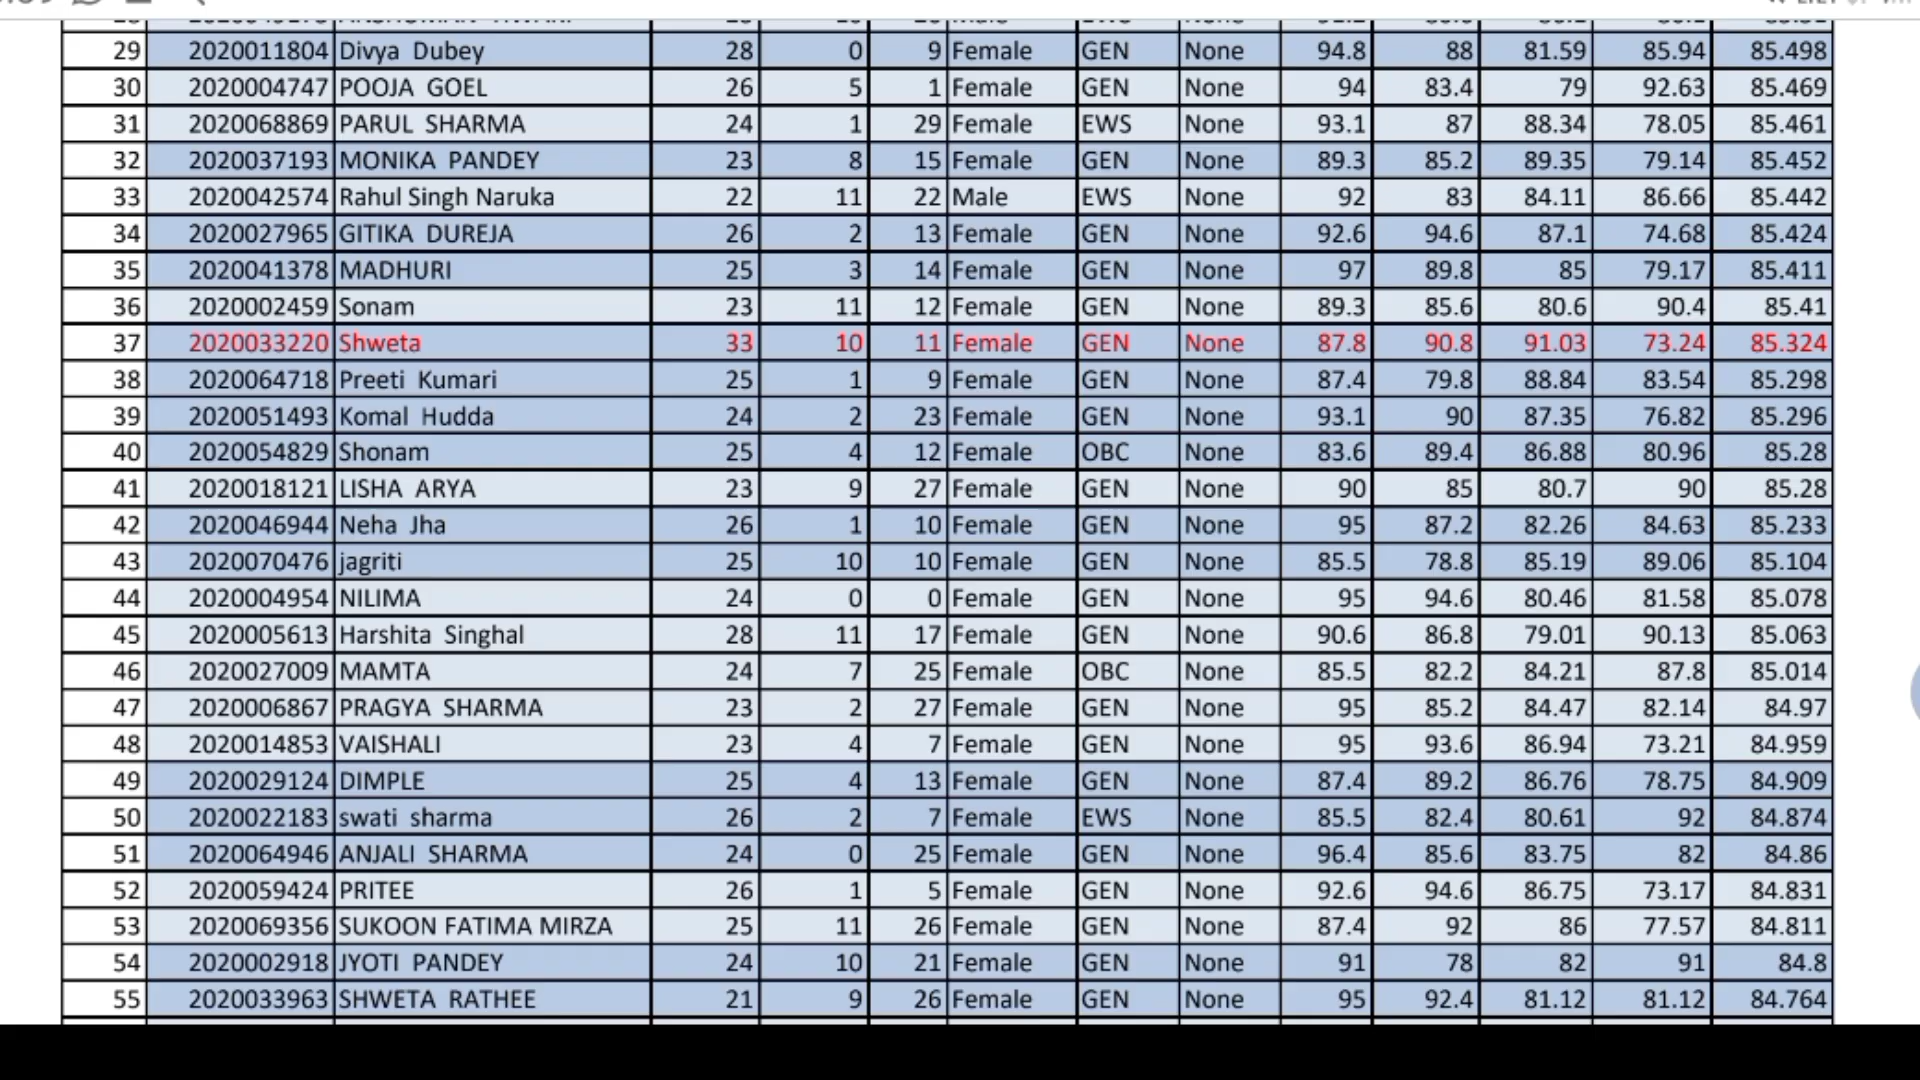 29 2020011804 Divya Dubey 28 0 9 Female GEN None 94.8 88 81.59 85.94 85.498
30 2020004747 POOJA GOEL 26 5 1 Female GEN None 94 83.4 79 92.63 85.469
31 2020068869 PARUL SHARMA 24 1 29 Female EWS None 93.1 87 88.34 78.05 85.461
32 2020037193 MONIKA PANDEY 23 8 15 Female GEN None 89.3 85.2 89.35 79.14 85.452
33 2020042574 Rahul Singh Naruka 22 11 22 Male EWS None 92 83 84.11 86.66 85.442
34 2020027965 GITIKA DUREJA 26 2 13 Female GEN None 92.6 94.6 87.1 74.68 85.424
35 2020041378 MADHURI 25 3 14 Female GEN None 97 89.8 85 79.17 85.411
36 2020002459 Sonam 23 11 12 Female GEN None 89.3 85.6 80.6 90.4 85.41
37 2020033220 Shweta 33 10 11 Female GEN None 87.8 90.8 91.03 73.24 85.324
38 2020064718 Preeti Kumari 25 1 9 Female GEN None 87.4 79.8 88.84 83.54 85.298
39 2020051493 Komal Hudda 24 2 23 Female GEN None 93.1 90 87.35 76.82 85.296
40 2020054829 Shonam 25 4 12 Female OBC None 83.6 89.4 86.88 80.96 85.28
41 2020018121 LISHA ARYA 23 9 27 Female GEN None 90 85 80.7 90 85.28
42 2020046944 Neha Jha 26 1 10 Female GEN None 95 87.2 82.26 84.63 85.233
43 2020070476 jagriti 25 10 10 Female GEN None 85.5 78.8 85.19 89.06 85.104
44 2020004954 NILIMA 24 0 0 Female GEN None 95 94.6 80.46 81.58 85.078
45 2020005613 Harshita Singhal 28 11 17 Female GEN None 90.6 86.8 79.01 90.13 85.063
46 2020027009 MAMTA 24 7 25 Female OBC None 85.5 82.2 84.21 87.8 85.014
47 2020006867 PRAGYA SHARMA 23 2 27 Female GEN None 95 85.2 84.47 82.14 84.97
48 2020014853 VAISHALI 23 4 7 Female GEN None 95 93.6 86.94 73.21 84.959
49 2020029124 DIMPLE 25 4 13 Female GEN None 87.4 89.2 86.76 78.75 84.909
50 2020022183 swati sharma 26 2 7 Female EWS None 85.5 82.4 80.61 92 84.874
51 2020064946 ANJALI SHARMA 24 0 25 Female GEN None 96.4 85.6 83.75 82 84.86
52 2020059424 PRITEE 26 1 5 Female GEN None 92.6 94.6 86.75 73.17 84.831
53 2020069356 SUKOON FATIMA MIRZA 25 11 26 Female GEN None 87.4 92 86 77.57 84.811
54 2020002918 JYOTI PANDEY 24 10 21 Female GEN None 91 78 82 91 84.8
55 2020033963 SHWETA RATHEE 21 9 26 Female GEN None 95 92.4 81.12 81.12 84.764